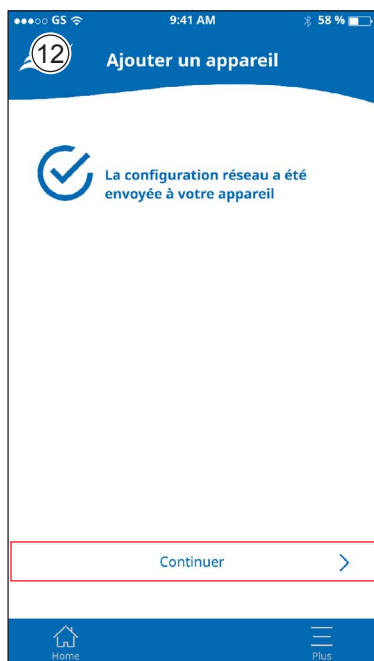 GS 9:41 AM 58 %
12
Ajouter un appareil
La configuration réseau a été
envoyée à votre appareil
Continuer
Home Plus